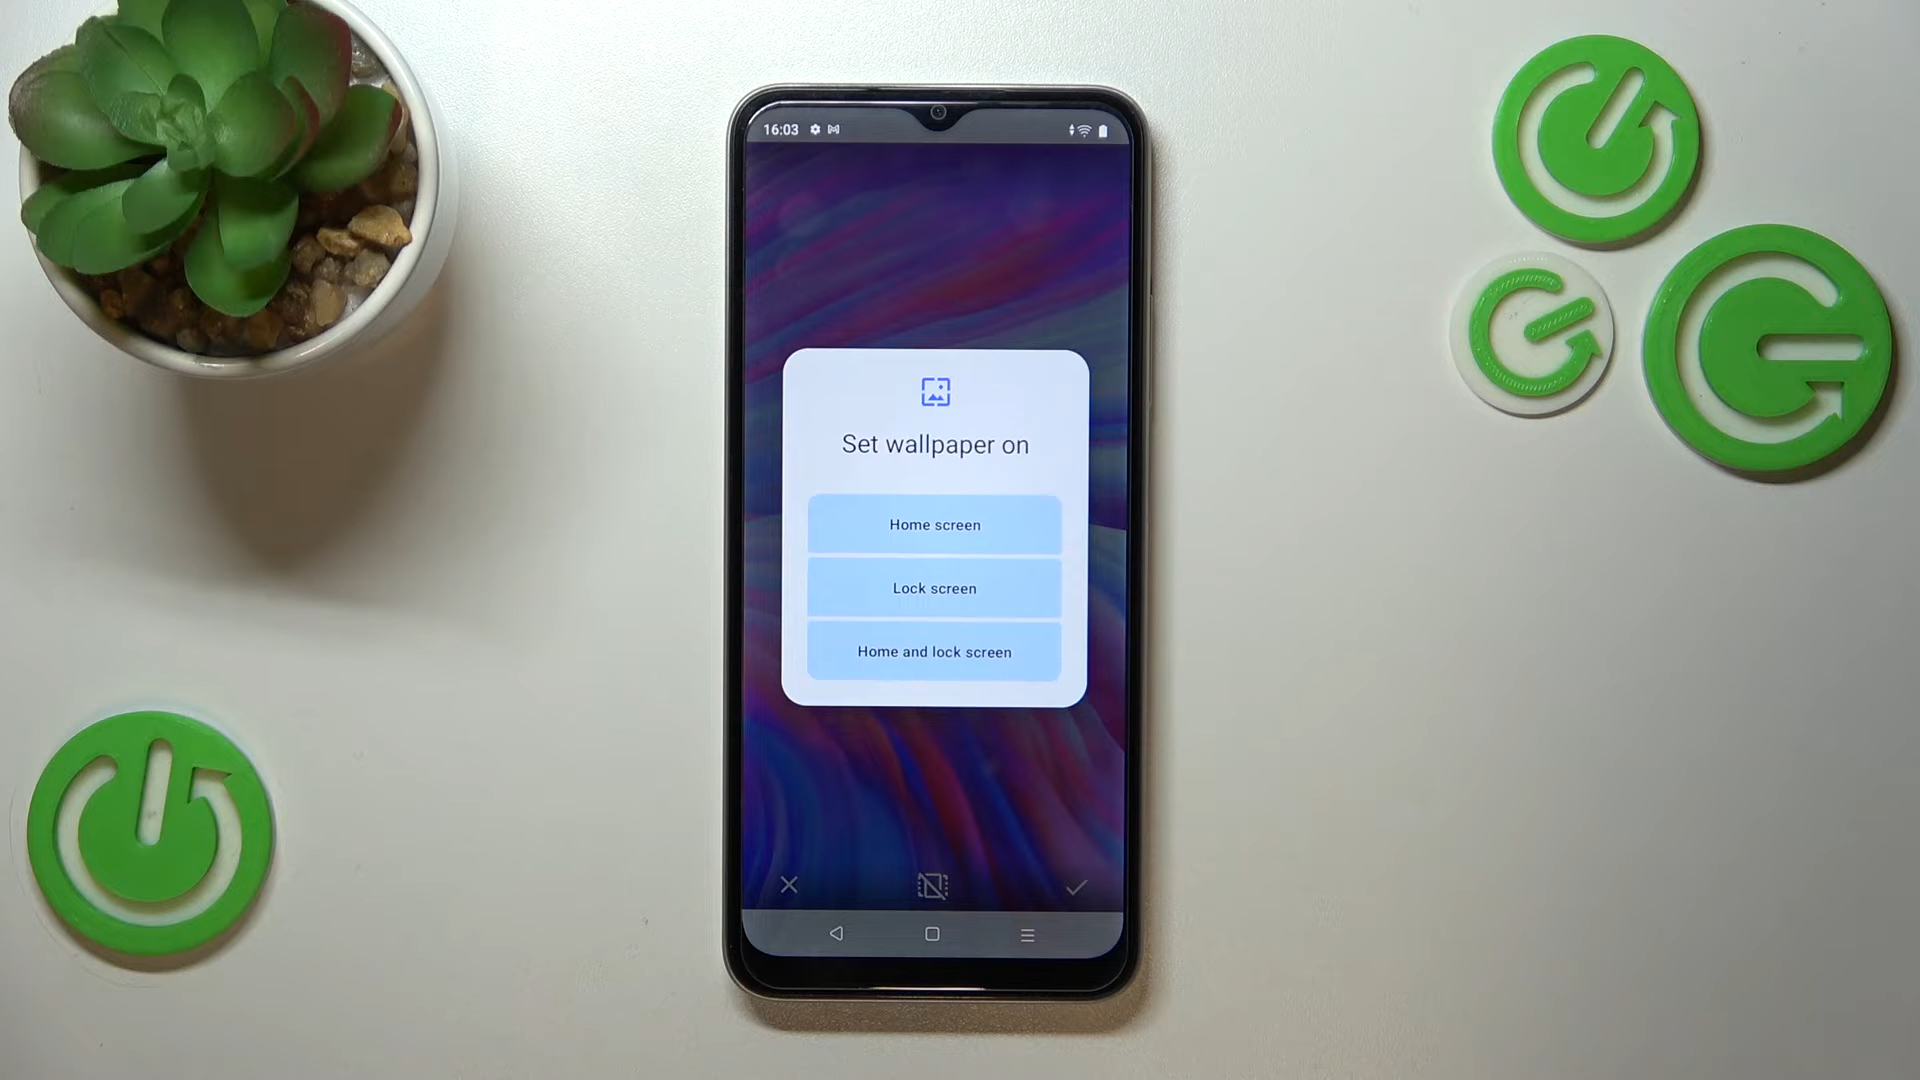 16:03
Set wallpaper on
Home screen
Lock screen
Home and lock screen